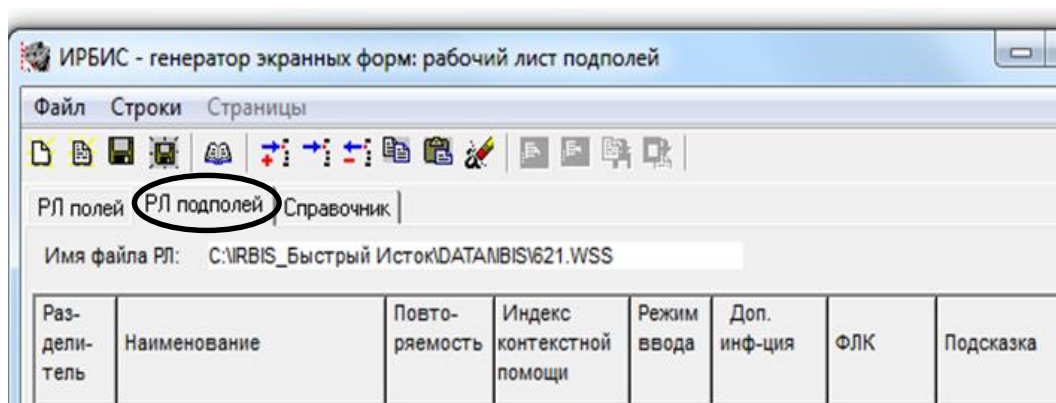 ИРБИС - генератор экранных форм: рабочий лист подполей
Файл Строки Страницы
РЛ полей РЛ подполей Справочник
Имя файла РЛ: C:\IRBIS_Быстрый Исток\DATAI\IBIS\621.WSS
Раз-
дели-
тель
Наименование
Повто-
ряемость
Индекс
контекстной
помощи
Режим
ввода
Доп.
инф-ция
ФЛК
Подсказка